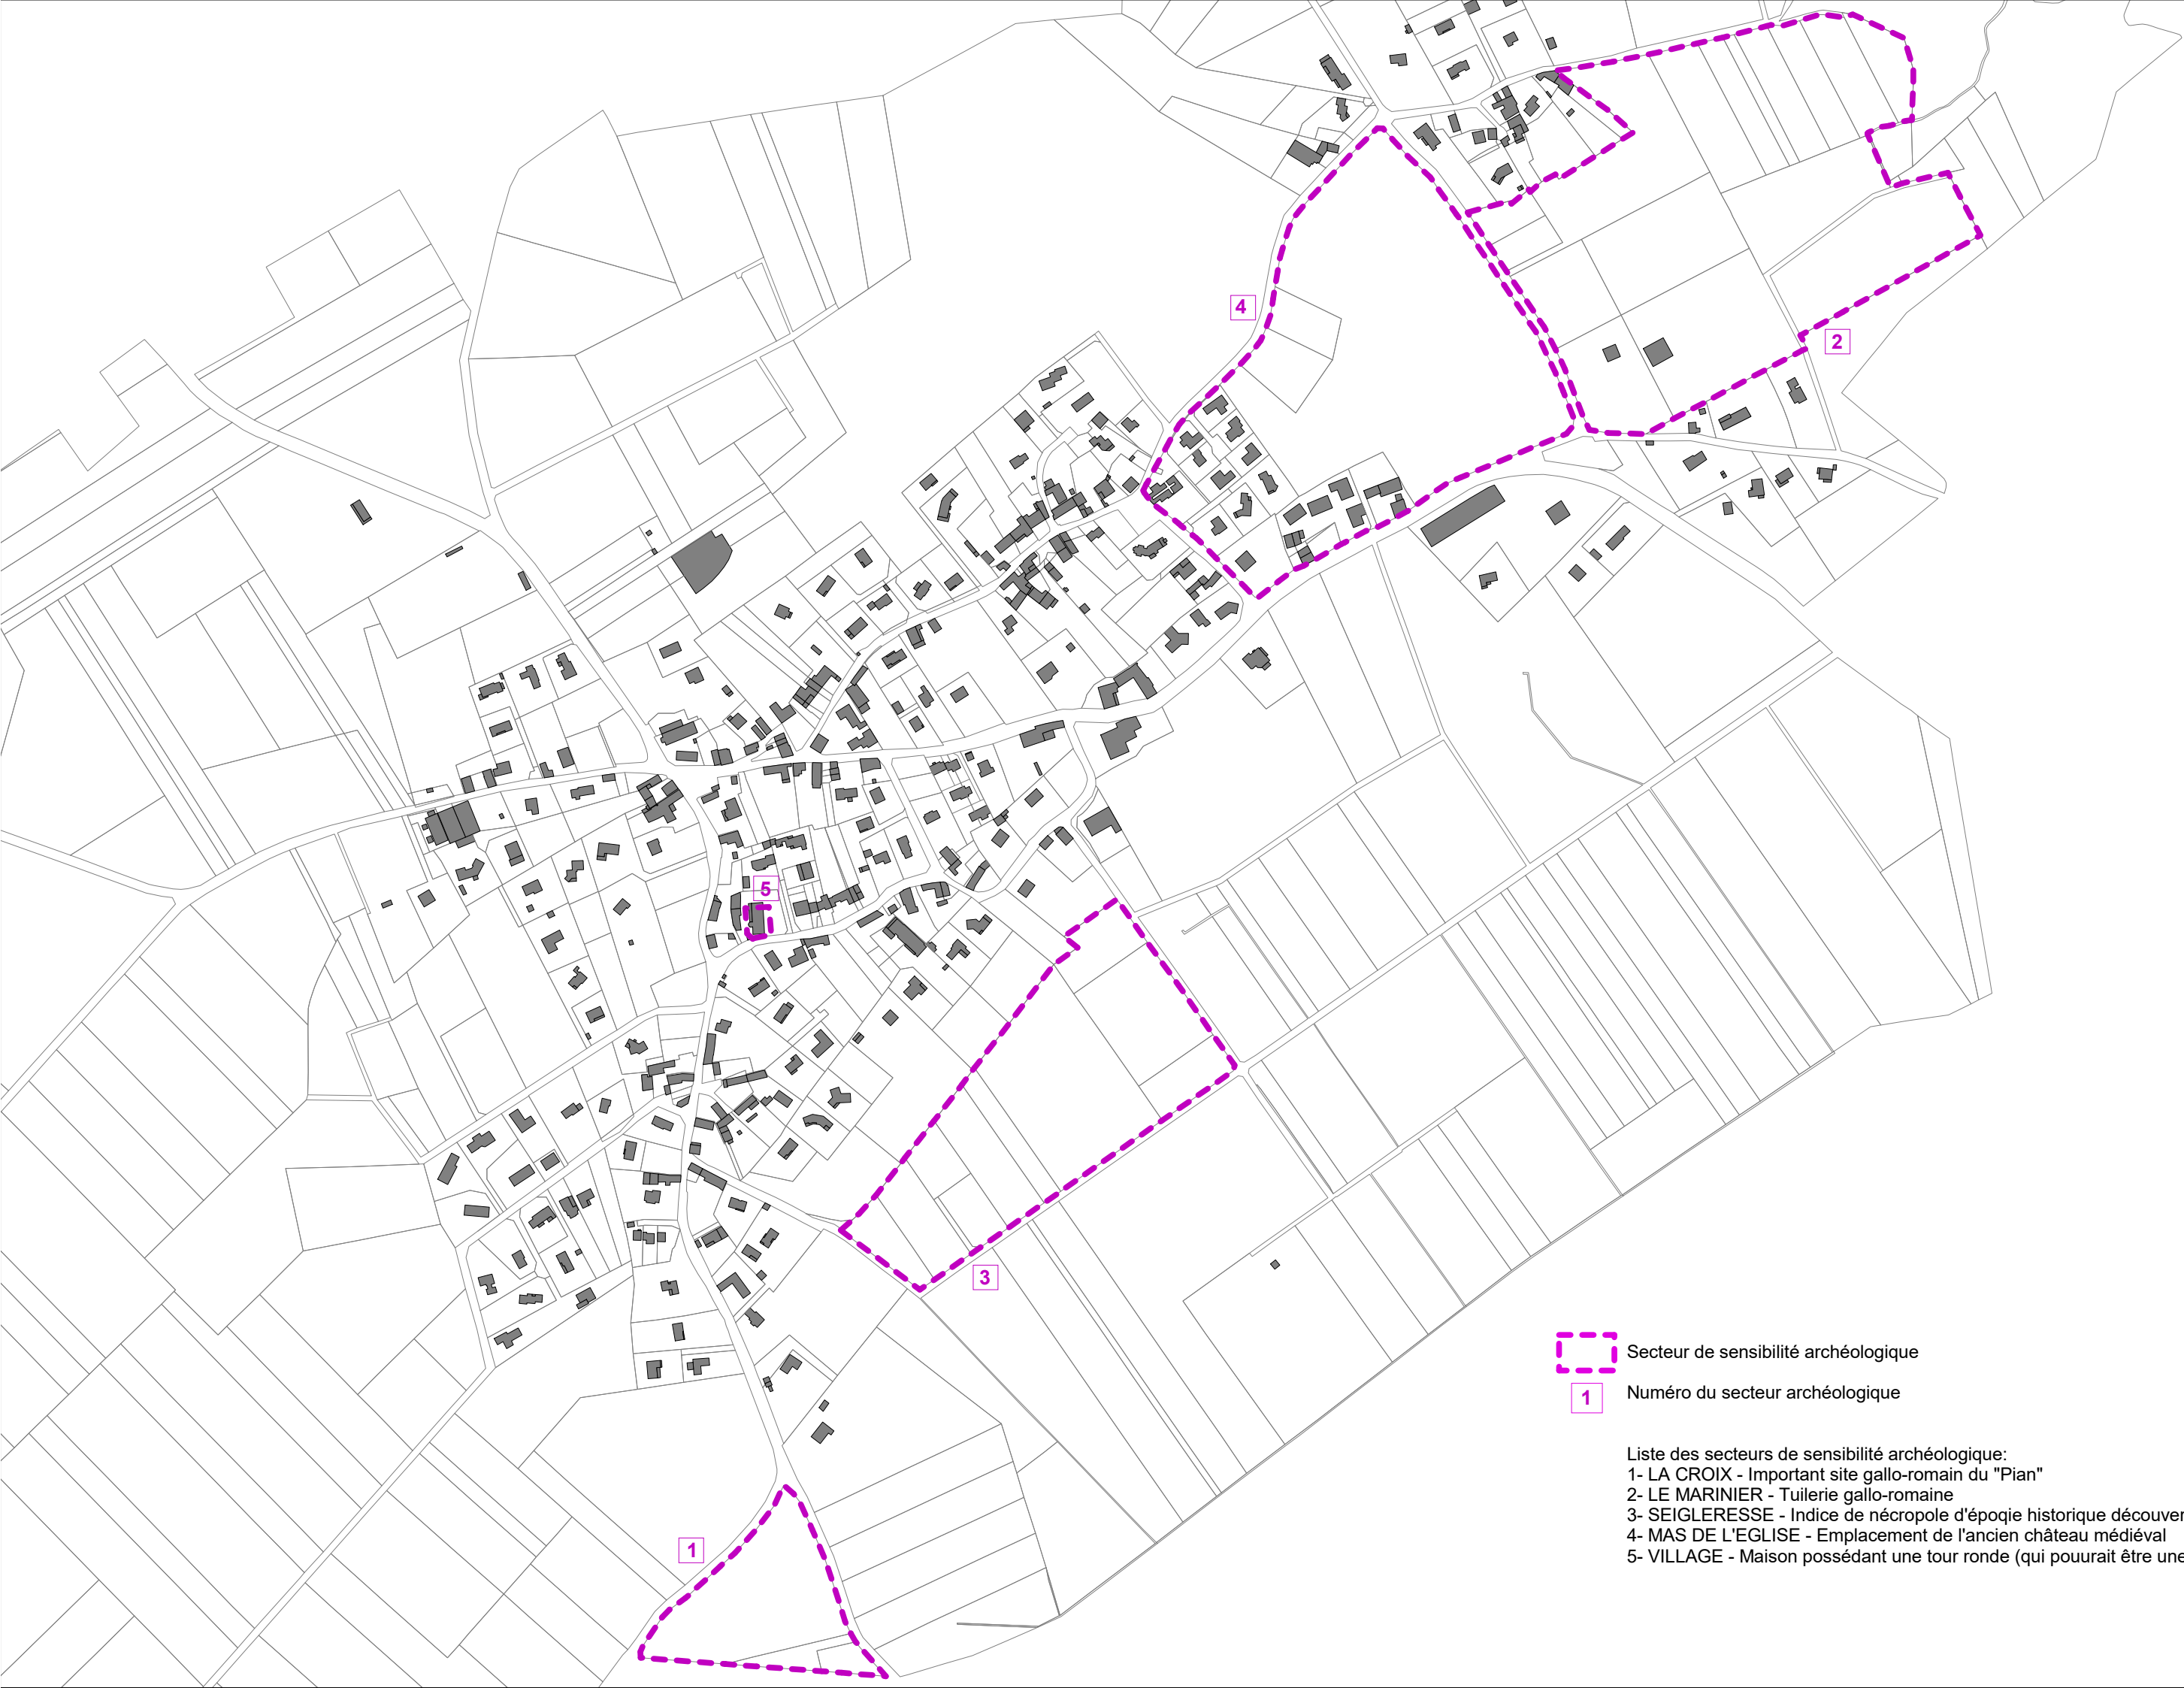 4
2
5
3
1
Secteur de sensibilité archéologique
1
Numéro du secteur archéologique
Liste des secteurs de sensibilité archéologique:
1- LA CROIX - Important site gallo-romain du "Pian"
2- LE MARINIER - Tuilerie gallo-romaine
3- SEIGLERESSE - Indice de nécropole d'époqie historique découver
4- MAS DE L'EGLISE - Emplacement de l'ancien château médiéval
5- VILLAGE - Maison possédant une tour ronde (qui pouurait être une